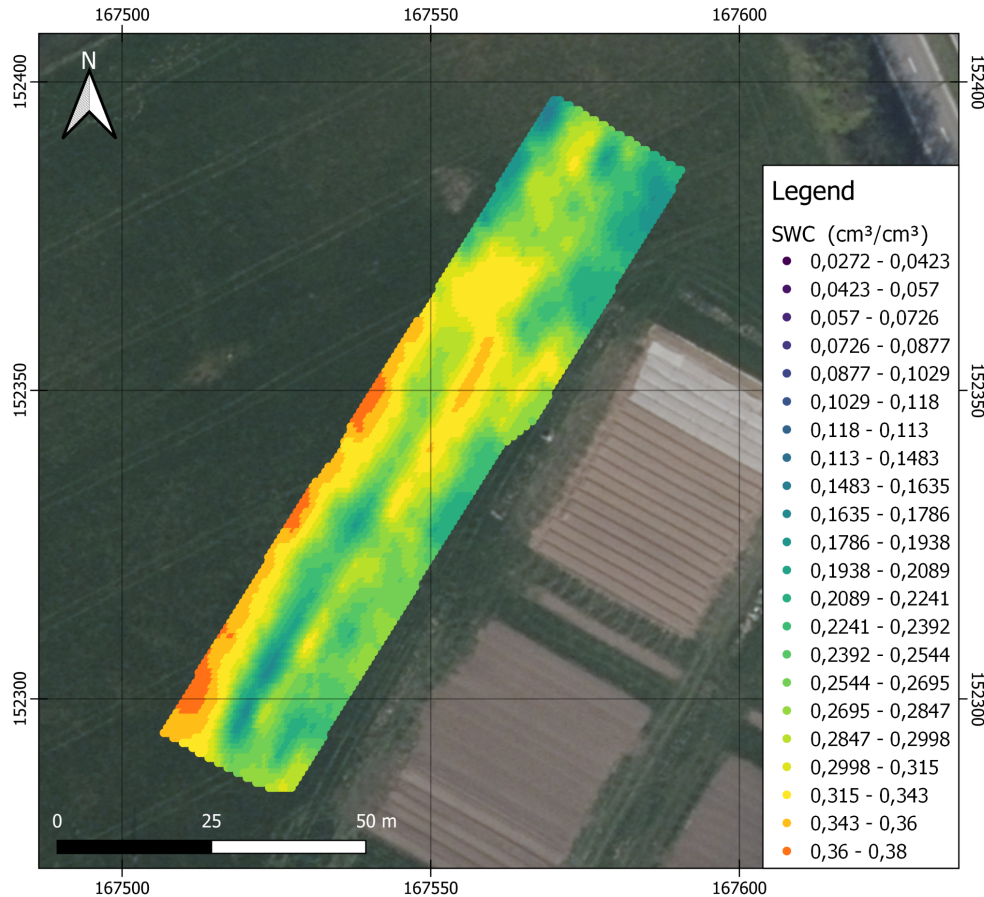 167500 167550 167600
N
152400 152400
152350 152350
152300 152300
Legend
SWC (cm³/cm³)
0,0272 - 0,0423
0,0423 - 0,057
0,057 - 0,0726
0,0726 - 0,0877
0,0877 - 0,1029
0,1029 - 0,118
0,118 - 0,113
0,113 - 0,1483
0,1483 - 0,1635
0,1635 - 0,1786
0,1786 - 0,1938
0,1938 - 0,2089
0,2089 - 0,2241
0,2241 - 0,2392
0,2392 - 0,2544
0,2544 - 0,2695
0,2695 - 0,2847
0,2847 - 0,2998
0,2998 - 0,315
0,315 - 0,343
0,343 - 0,36
0,36 - 0,38
0 25 50 m
167500 167550 167600